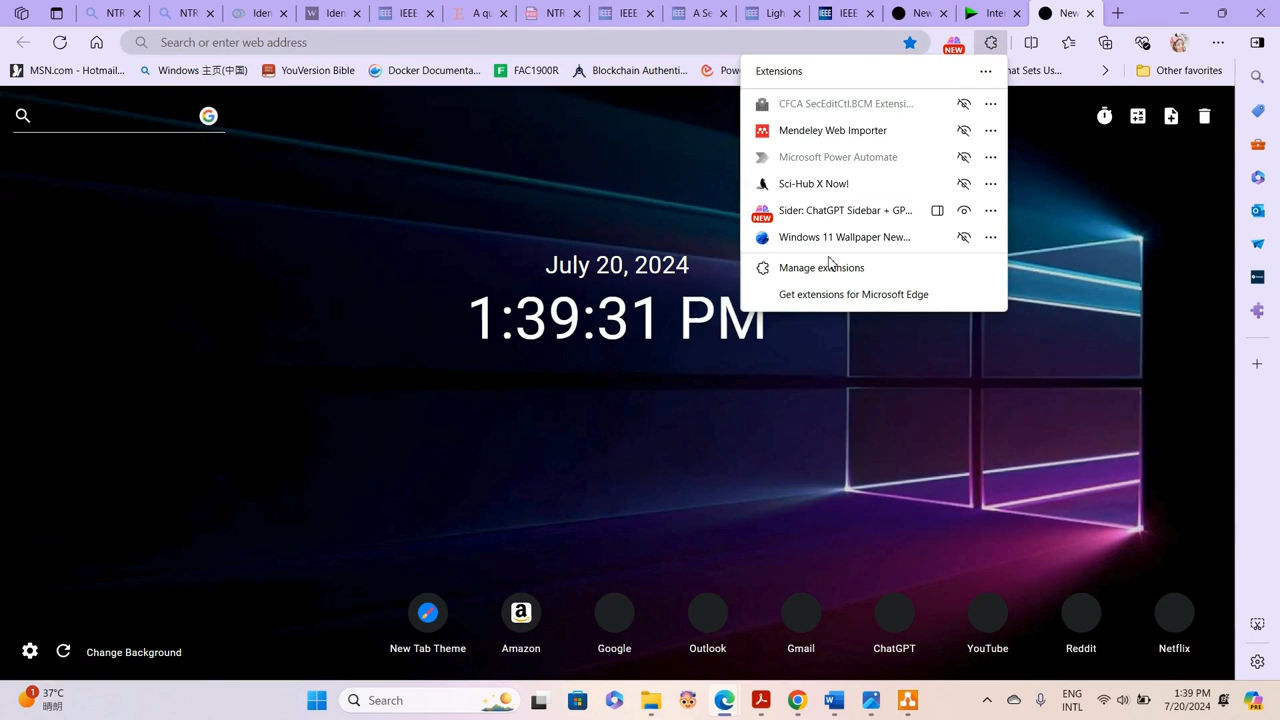 NTR
NTR
Iden
Iden
IEEE
A qu
NTR
IEEE
IEEE
A Se
Ligh
IEEE
New
Inte
New
Search or enter web address
NEW
MSN.com - Hotmail...
Windows 主页(中国)
YouVersion Bible
Docker Documenta...
FAC1900R
Blockchain Authenti...
Powe
hat Sets Us...
Other favorites
Extensions
CFCA SecEditCtl.BCM Extensi...
Mendeley Web Importer
Microsoft Power Automate
Sci-Hub X Now!
Sider: ChatGPT Sidebar + GP...
NEW
Windows 11 Wallpaper New...
Manage extensions
Get extensions for Microsoft Edge
July 20, 2024
1:39:31 PM
New Tab Theme
Amazon
Google
Outlook
Gmail
ChatGPT
YouTube
Reddit
Netflix
Change Background
1
37°C
晴朗
Search
ENG
INTL
1:39 PM
7/20/2024